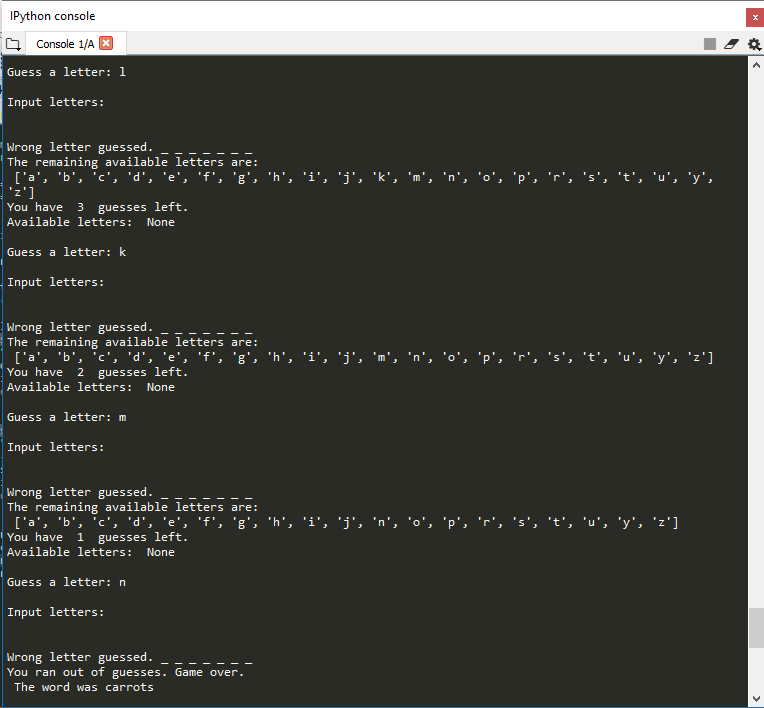 IPython console
Console 1/A
Guess a letter: l
Input letters:
Wrong letter guessed. _ _ _ _ _ _ _
The remaining available letters are:
['a', 'b', 'c', 'd', 'e', 'f', 'g', 'h', 'i', 'j', 'k', 'm', 'n', 'o', 'p', 'r', 's', 't', 'u', 'y',
'z']
You have  3  guesses left.
Available letters:  None
Guess a letter: k
Input letters:
Wrong letter guessed. _ _ _ _ _ _ _
The remaining available letters are:
['a', 'b', 'c', 'd', 'e', 'f', 'g', 'h', 'i', 'j', 'm', 'n', 'o', 'p', 'r', 's', 't', 'u', 'y', 'z']
You have  2  guesses left.
Available letters:  None
Guess a letter: m
Input letters:
Wrong letter guessed. _ _ _ _ _ _ _
The remaining available letters are:
['a', 'b', 'c', 'd', 'e', 'f', 'g', 'h', 'i', 'j', 'n', 'o', 'p', 'r', 's', 't', 'u', 'y', 'z']
You have  1  guesses left.
Available letters:  None
Guess a letter: n
Input letters:
Wrong letter guessed. _ _ _ _ _ _ _
You ran out of guesses. Game over.
The word was carrots